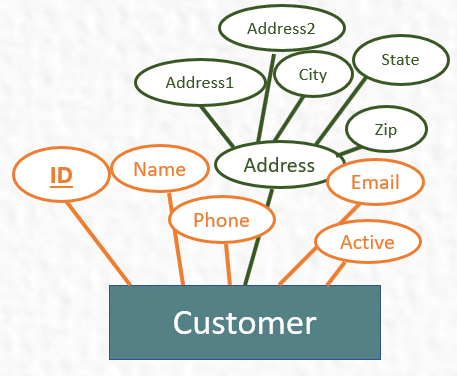 Address2
Address1
City
State
Zip
ID
Name
Address
Email
Phone
Active
Customer